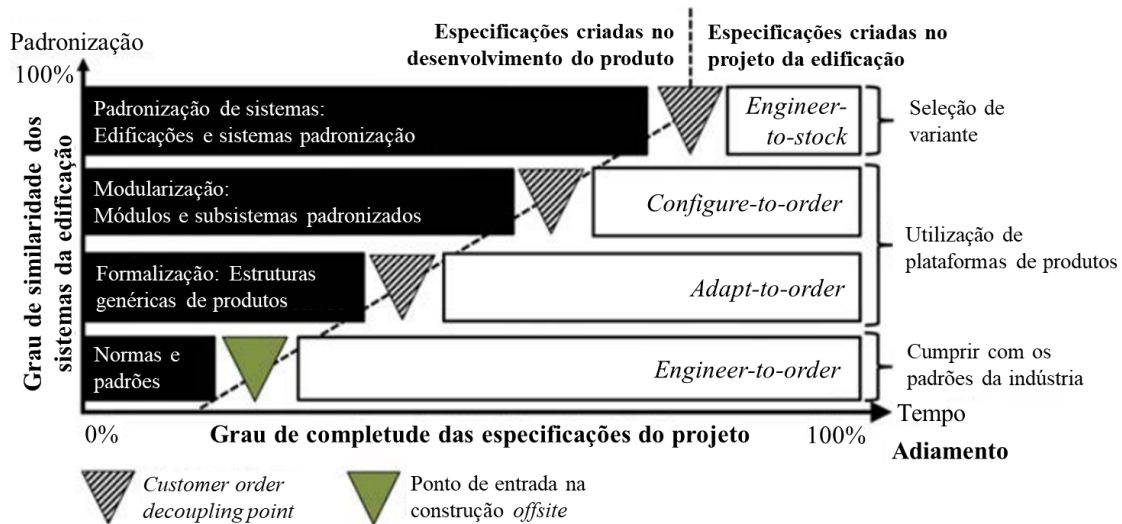 Padronização
100%
Especificações criadas no
desenvolvimento do produto
Especificações criadas no
projeto da edificação
Grau de similaridade dos
sistemas da edificação
Padronização de sistemas:
Edificações e sistemas padronização
Engineer-
to-stock
Seleção de
variante
Modularização:
Módulos e subsistemas padronizados
Configure-to-order
Utilização de
plataformas de produtos
Formalização: Estruturas
genéricas de produtos
Adapt-to-order
Normas e
padrões
Engineer-to-order
Cumprir com os
padrões da indústria
Tempo
0%
Grau de completude das especificações do projeto
100%
Adiamento
Customer order
decoupling point
Ponto de entrada na
construção offsite